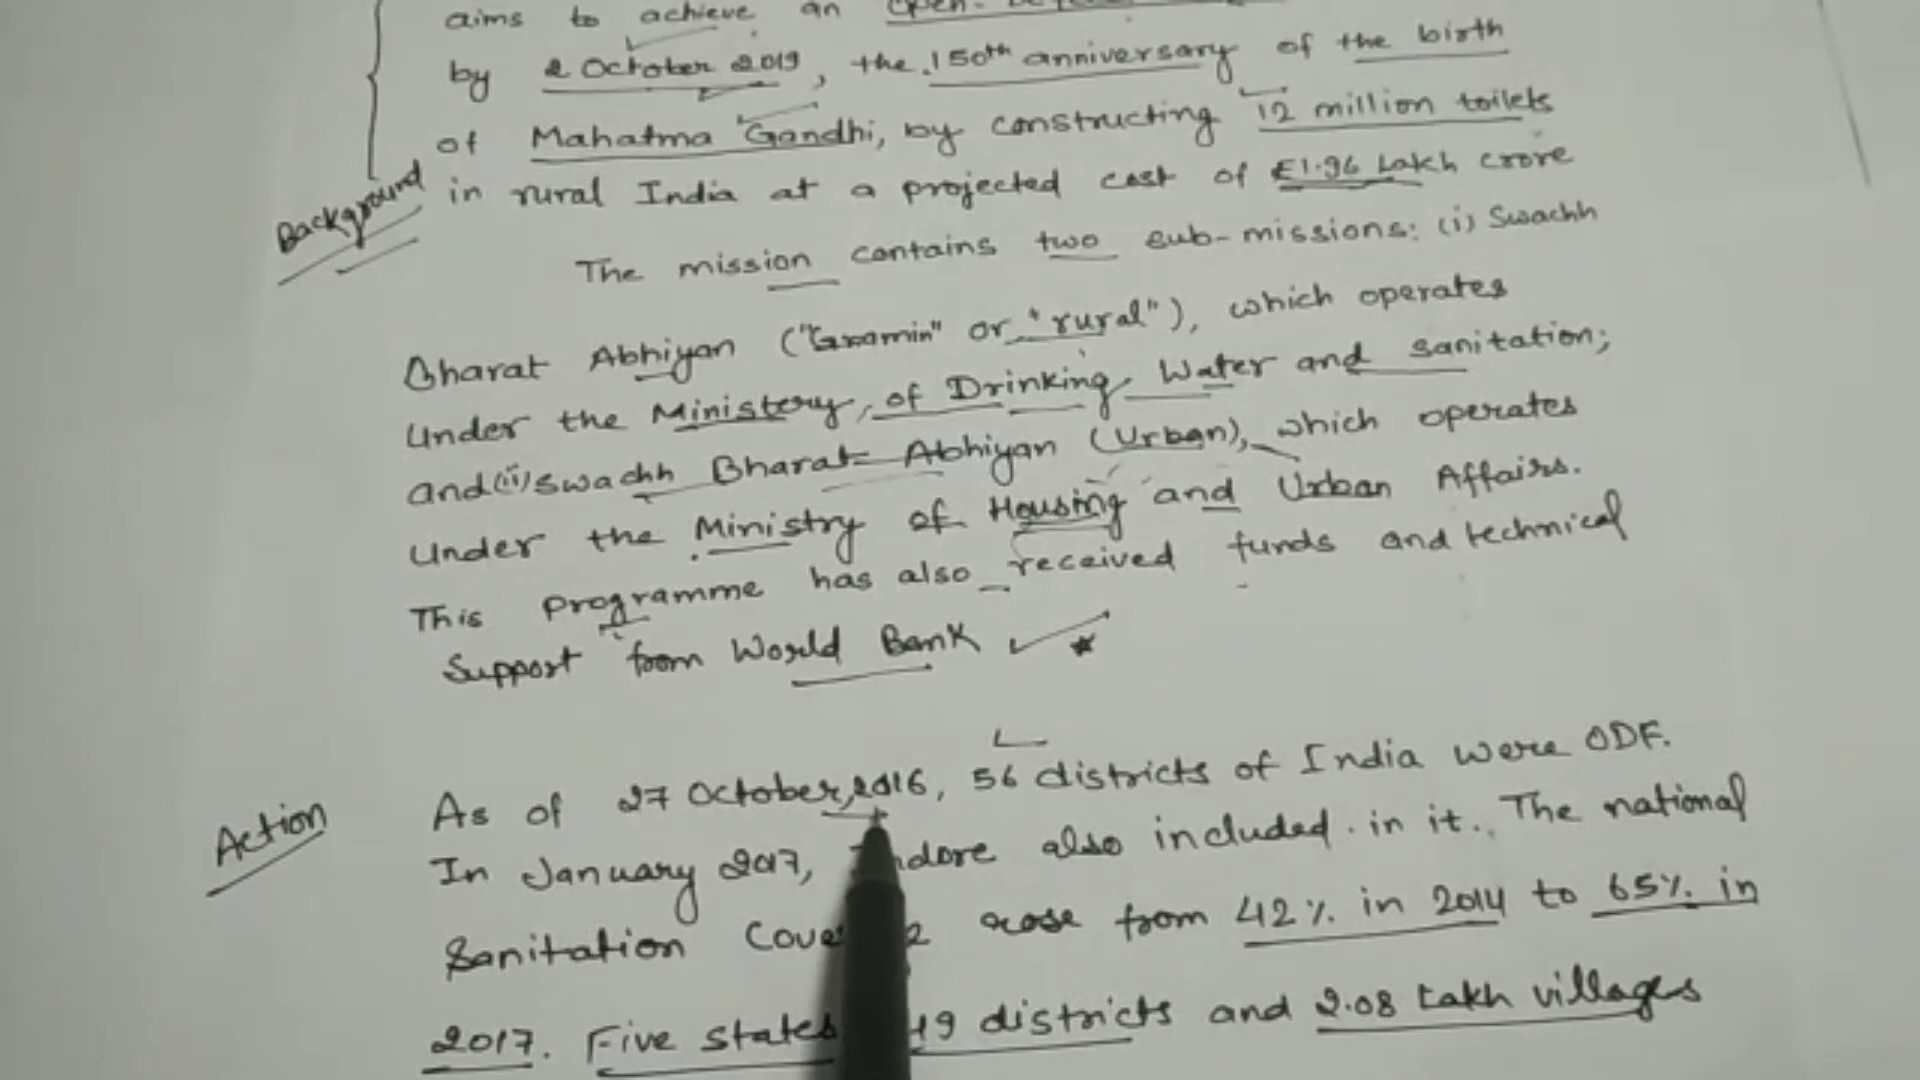 aims to achieve an open-
by 2 October 2019, the 150th anniversary of the birth
of Mahatma Gandhi, by constructing 12 million toilets
Background
in rural India at a projected cost of ₹1.96 Lakh crore
The mission contains two sub-missions: (i) Swachh
Bharat Abhiyan ("Gramin" or "rural"), which operates
under the Ministery, of Drinking Water and sanitation;
and (ii) swachh Bharat Abhiyan (Urban), which operates
under the Ministry of Housing and Urban Affairs.
This programme has also received funds and technical
Support from World Bank
Action
As of 27 October, 2016, 56 districts of India were ODF.
In January 2017, Indore also included in it. The national
Sanitation rose from 42% in 2014 to 65% in
2017. Five states 19 districts and 2.08 Lakh villages